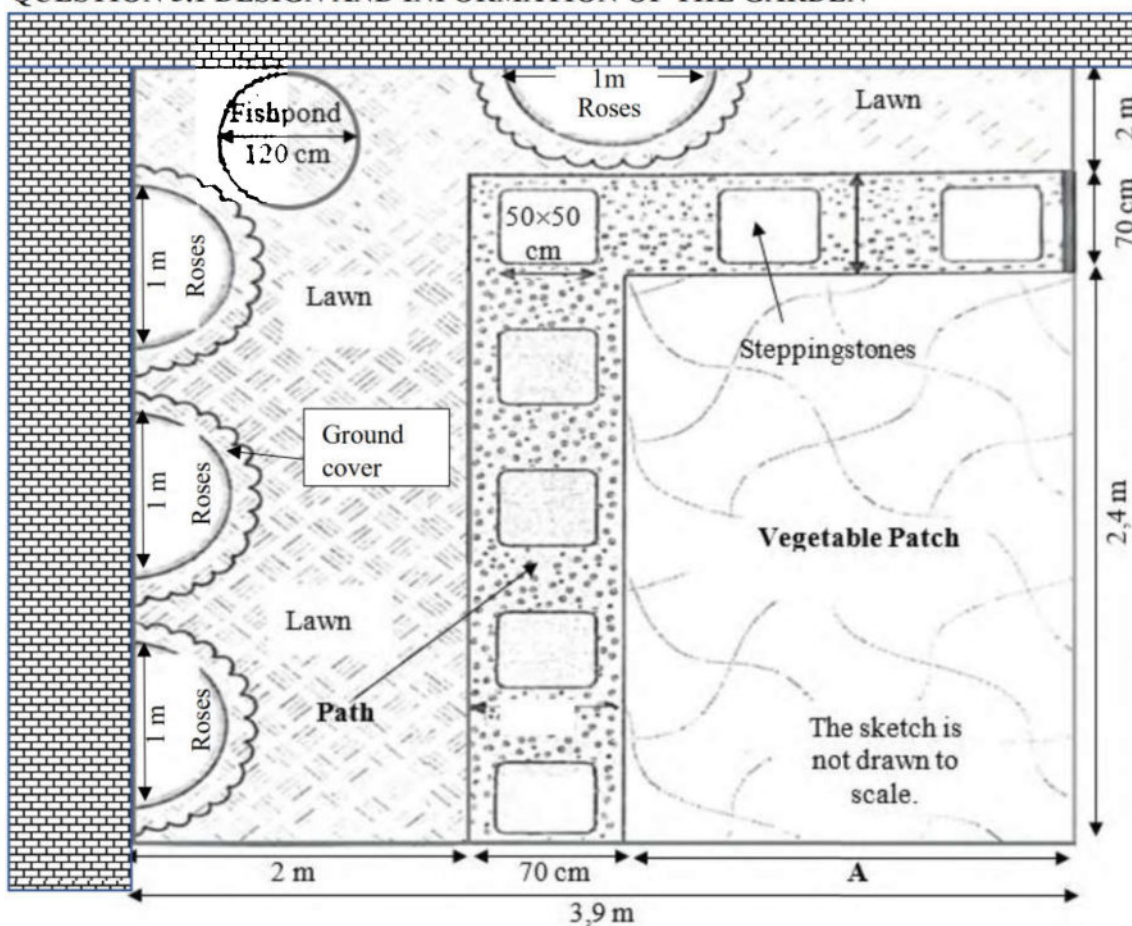 QUESTION 3.1 DESIGN AND INFORMATION OF THE GARDEN
1m
Roses
Lawn
2 m
Fishpond
120 cm
70 cm
50×50
cm
1 m
Roses
Lawn
Steppingstones
Ground
cover
1 m
Roses
Vegetable Patch
2,4 m
Lawn
1 m
Roses
Path
The sketch is
not drawn to
scale.
2 m
70 cm
A
3,9 m